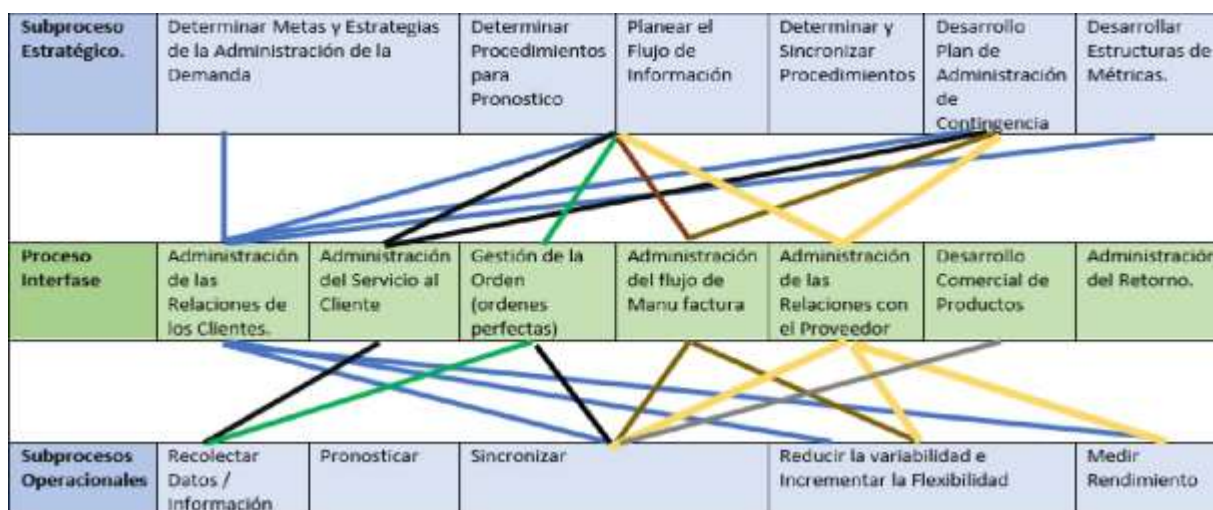 Subproceso
Estratégico.
Determinar Metas y Estrategias
de la Administración de la
Demanda
Determinar
Procedimientos
para
Pronostico
Planear el
Flujo de
Información
Determinar y
Sincronizar
Procedimientos
Desarrollo
Plan de
Administración
de
Contingencia
Desarrollar
Estructuras de
Métricas.
Proceso
Interfase
Administración
de las
Relaciones de
los Clientes.
Administración
del Servicio al
Cliente
Gestión de la
Orden
(ordenes
perfectas)
Administración
del flujo de
Manu factura
Administración
de las
Relaciones con
el Proveedor
Desarrollo
Comercial de
Productos
Administración
del Retorno.
Subprocesos
Operacionales
Recolectar
Datos /
Información
Pronosticar
Sincronizar
Reducir la variabilidad e
Incrementar la Flexibilidad
Medir
Rendimiento